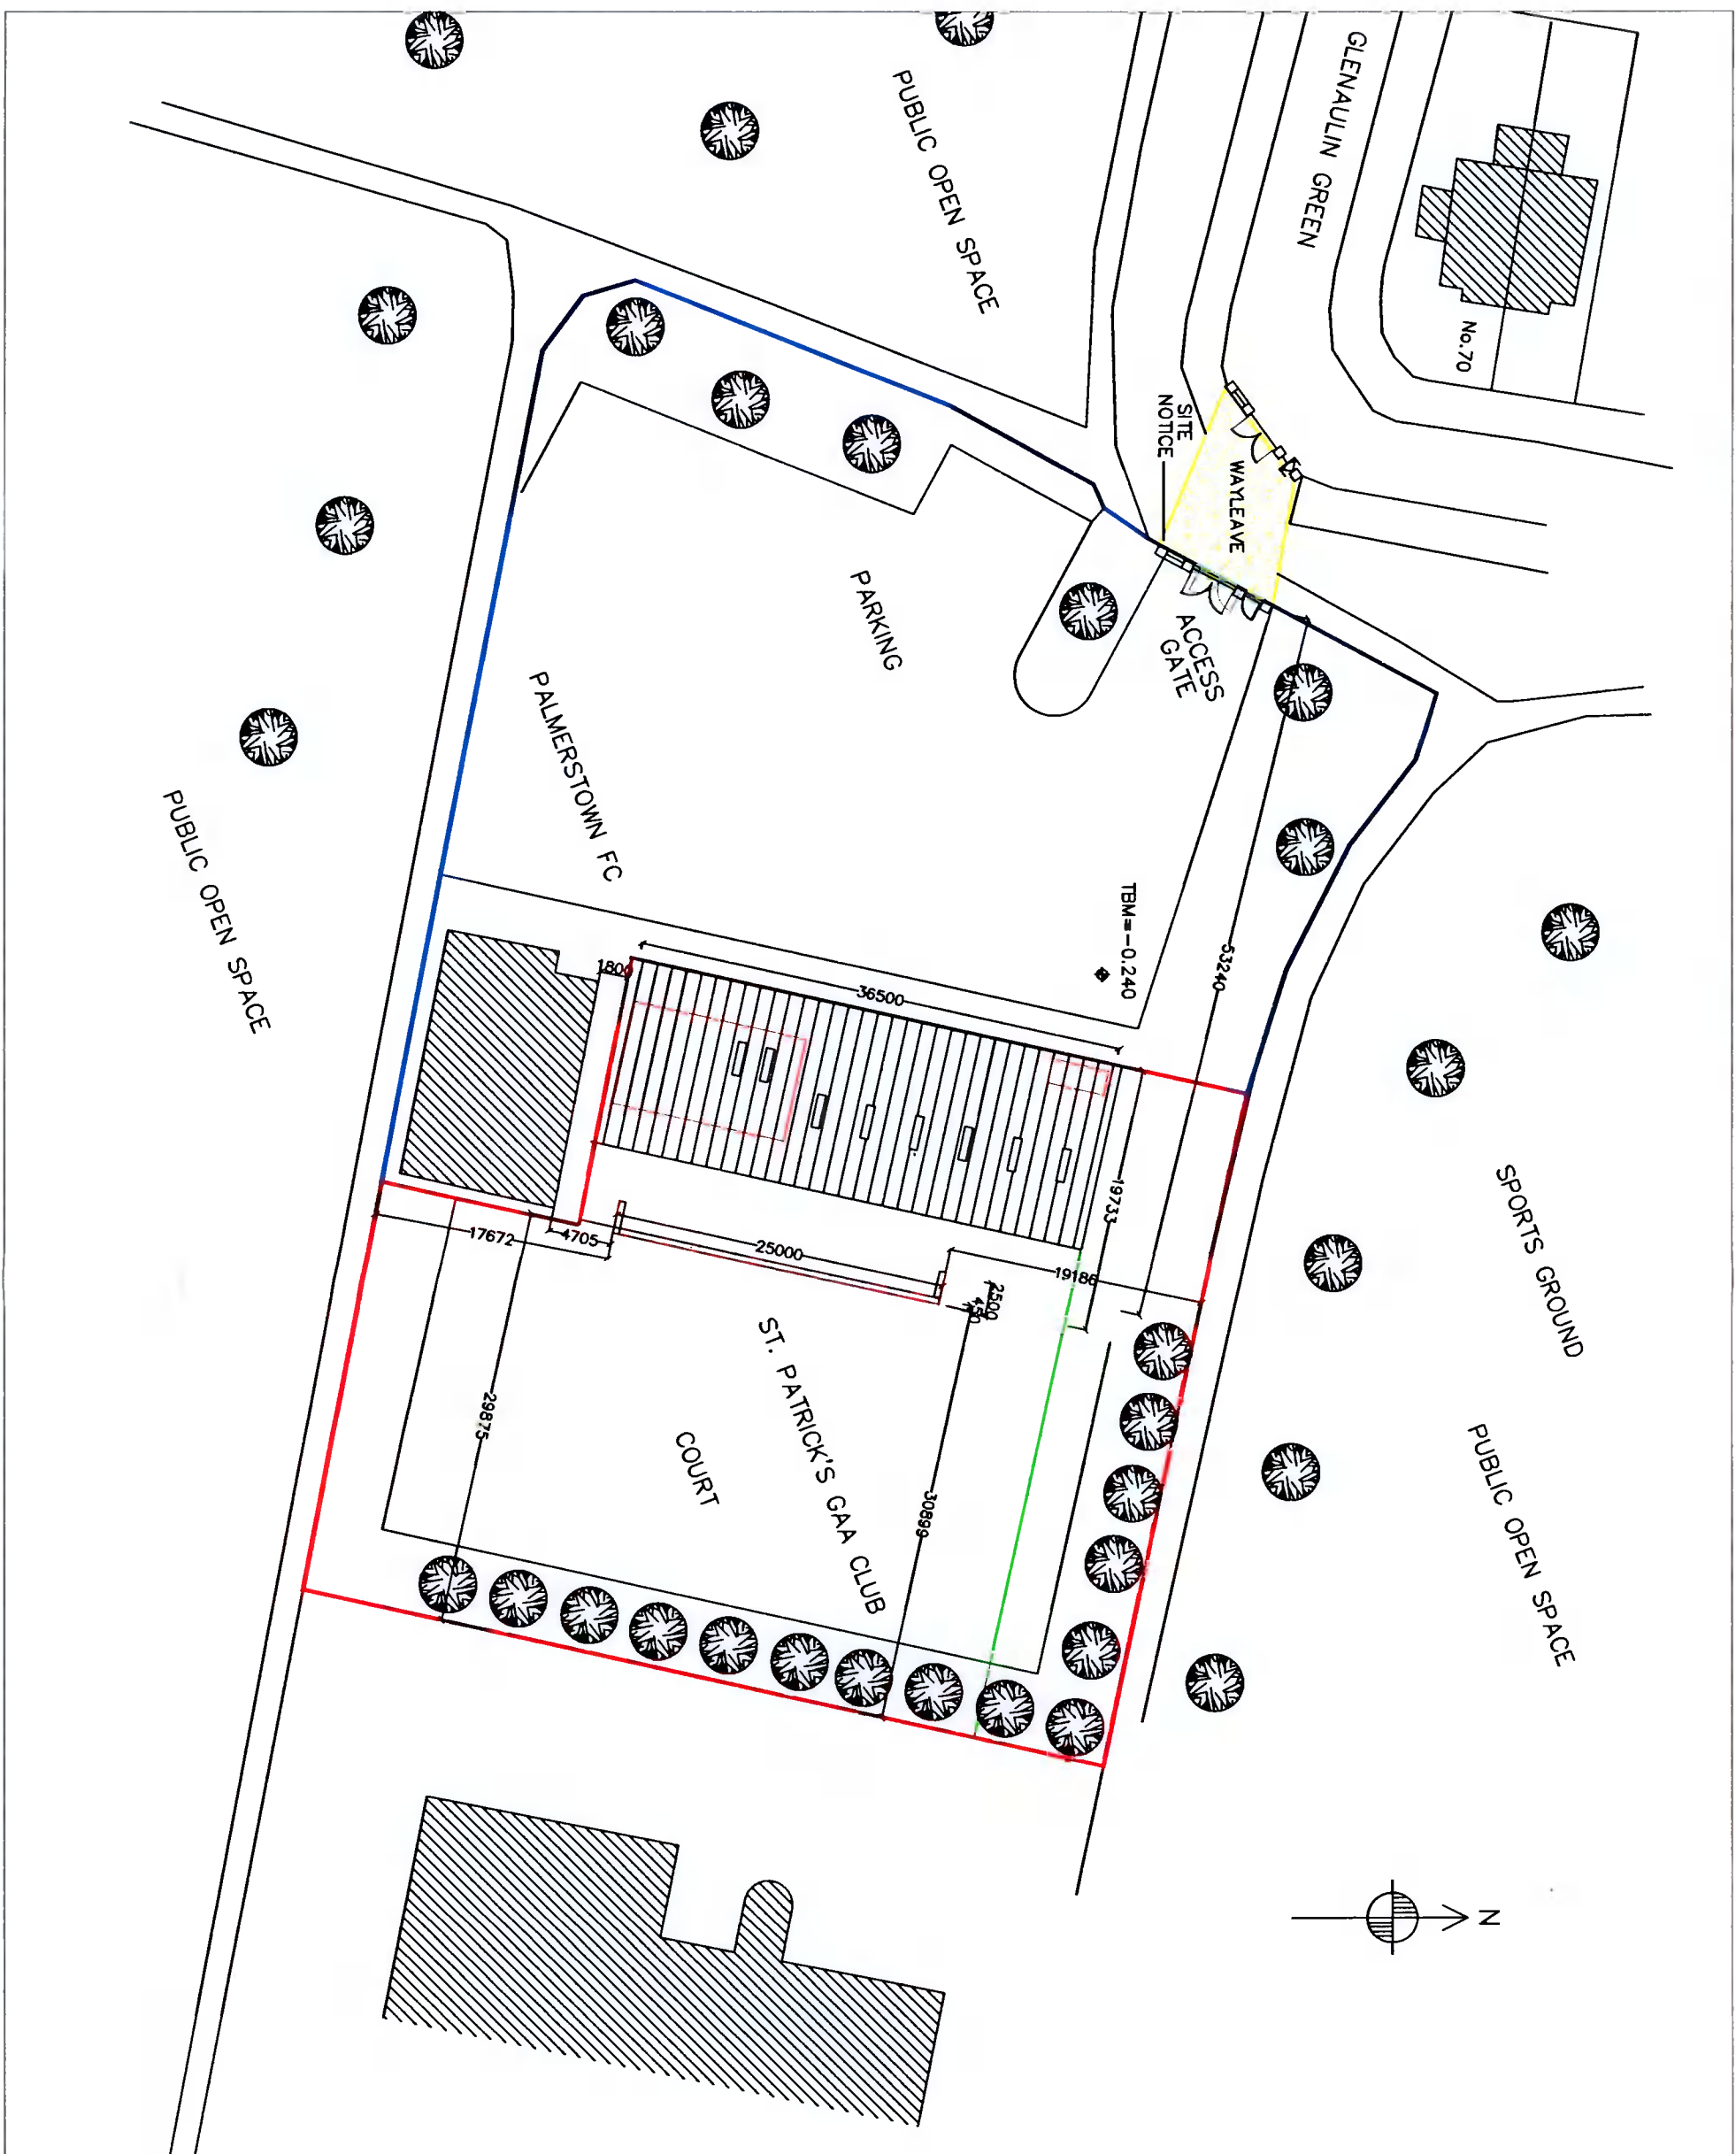 GLENAULIN GREEN
No.70
PUBLIC OPEN SPACE
SITE
NOTICE
WAYLEAVE
ACCESS
GATE
PARKING
PALMERSTOWN FC
PUBLIC OPEN SPACE
TBM=-0.240
53240
1800
36500
19733
17672
4705
25000
19186
2500
450
SPORTS GROUND
PUBLIC OPEN SPACE
ST. PATRICK'S GAA CLUB
COURT
29875
30899
N